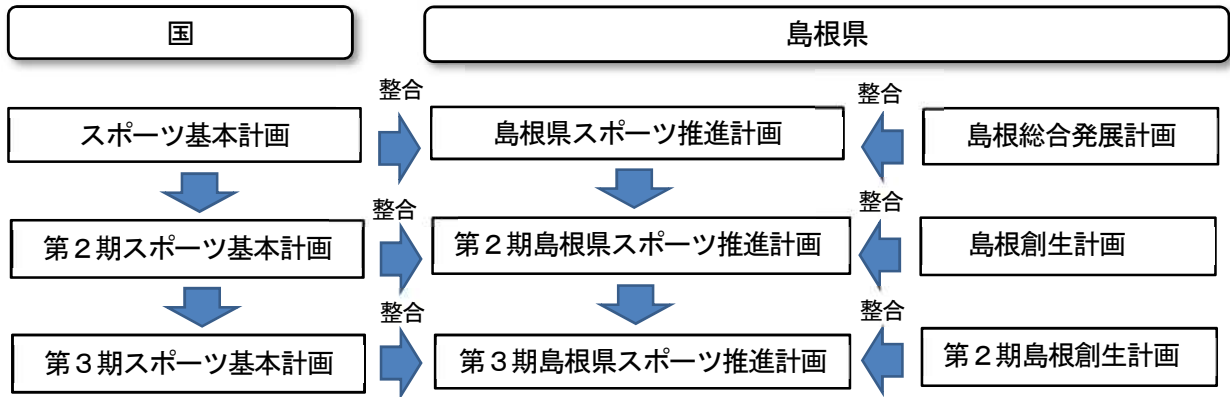 国
島根県
整合
整合
スポーツ基本計画
島根県スポーツ推進計画
島根総合発展計画
整合
整合
第２期スポーツ基本計画
第２期島根県スポーツ推進計画
島根創生計画
整合
整合
第３期スポーツ基本計画
第３期島根県スポーツ推進計画
第２期島根創生計画